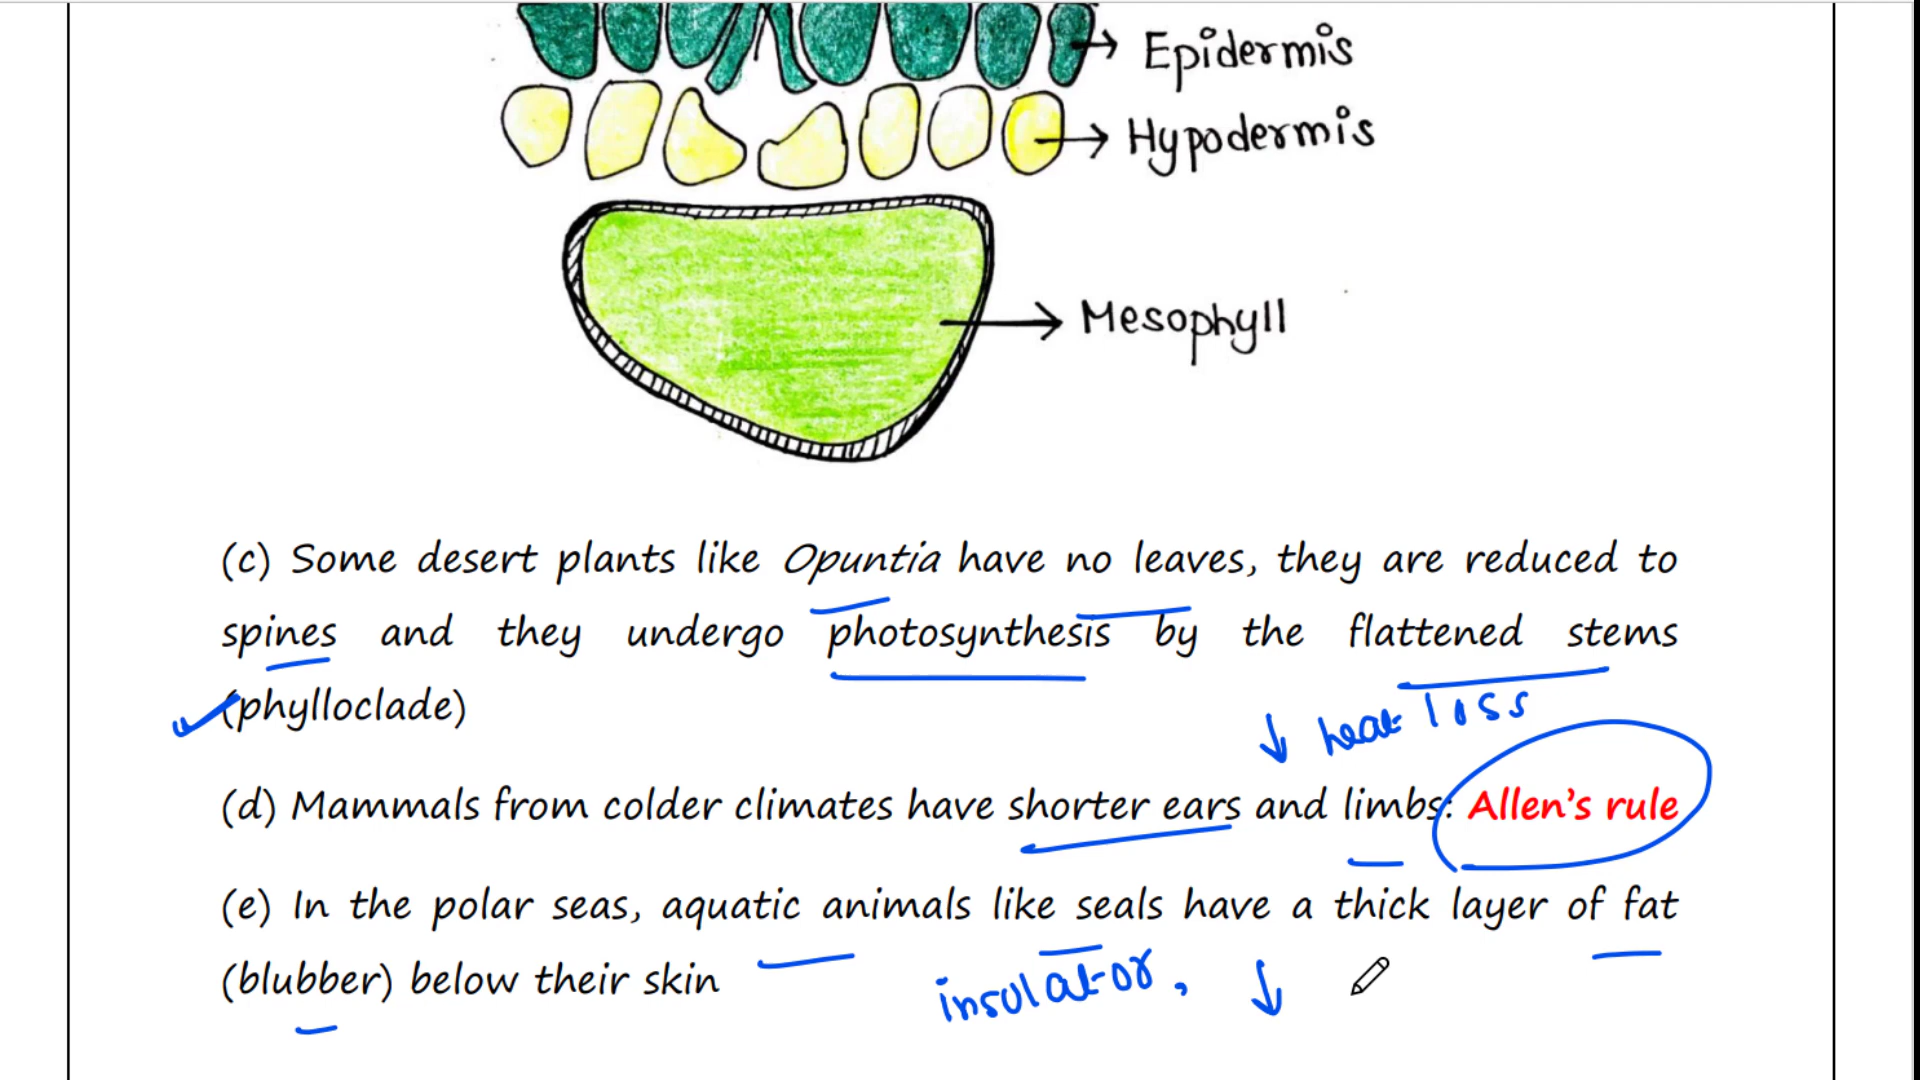 Epidermis
Hypodermis
Mesophyll
(c) Some desert plants like Opuntia have no leaves, they are reduced to
spines and they undergo photosynthesis by the flattened stems
(phylloclade)
↓ heat loss
(d) Mammals from colder climates have shorter ears and limbs: Allen's rule
(e) In the polar seas, aquatic animals like seals have a thick layer of fat
(blubber) below their skin
insulator, ↓